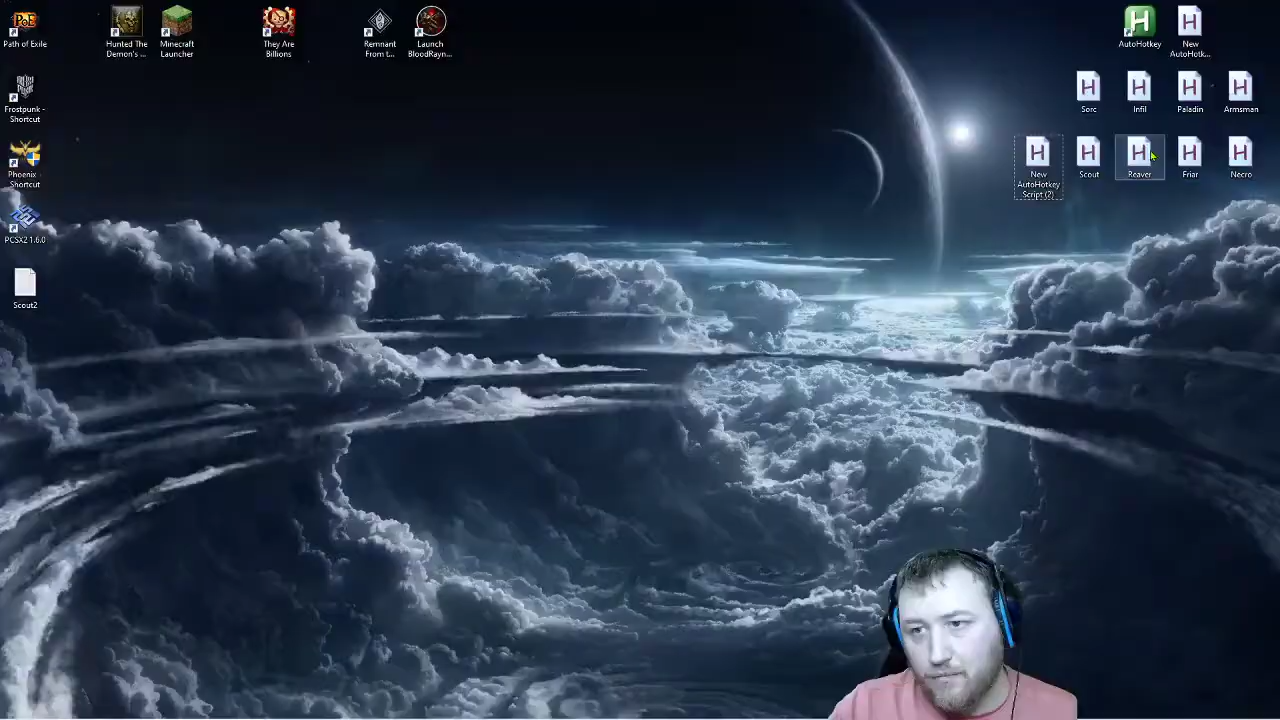 Path of Exile
Hunted The
Demon's ...
Minecraft
Launcher
They Are
Billions
Remnant
From t...
Launch
BloodRayn...
AutoHotkey
New
AutoHotk...
Frostpunk -
Shortcut
Sorc
Infil
Paladin
Armsman
Phoenix -
Shortcut
New
AutoHotkey
Script (2)
Scout
Reaver
Friar
Necro
PCSX2 1.6.0
Scout2